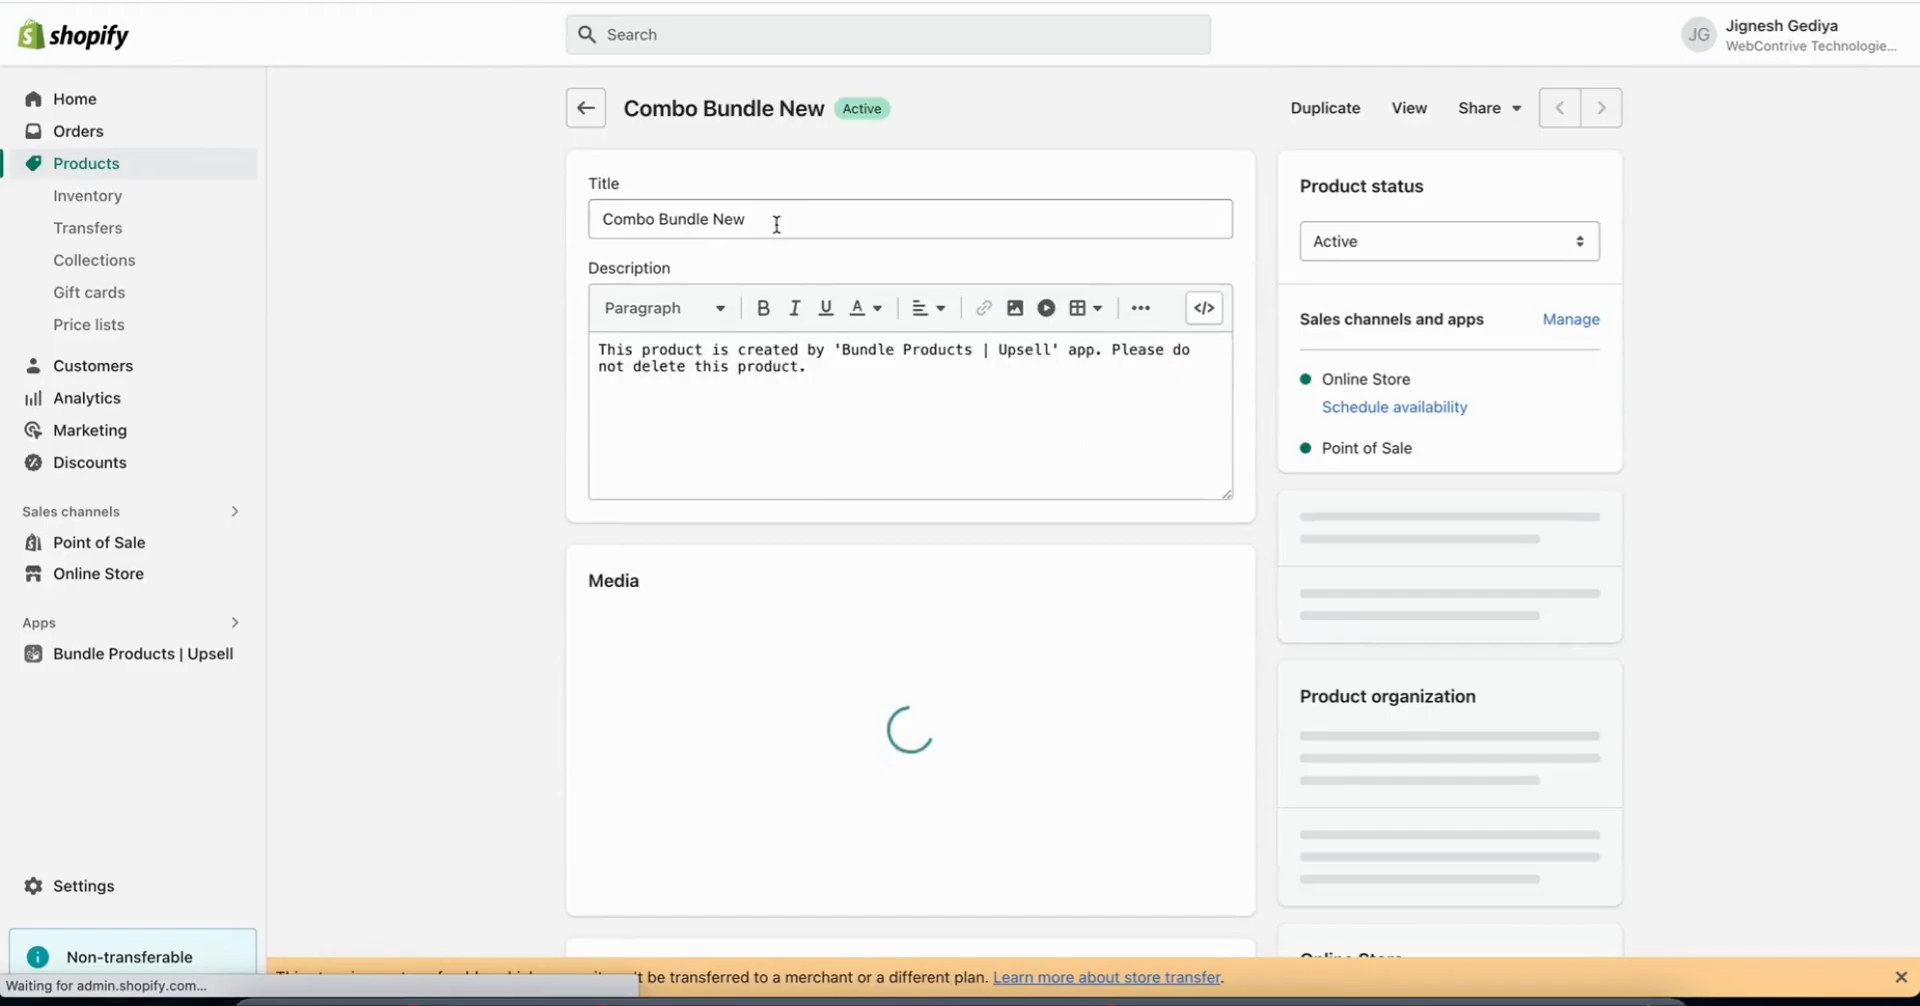 shopify
Search
JG
Jignesh Gediya
WebContrive Technologie...
Home
Orders
Products
Inventory
Transfers
Collections
Gift cards
Price lists
Customers
Analytics
Marketing
Discounts
Sales channels
Point of Sale
Online Store
Apps
Bundle Products | Upsell
Settings
Non-transferable
Waiting for admin.shopify.com...
Combo Bundle New
Active
Duplicate
View
Share
Title
Combo Bundle New
Description
Paragraph
B I U A
</>
This product is created by 'Bundle Products | Upsell' app. Please do
not delete this product.
Media
Product status
Active
Sales channels and apps
Manage
Online Store
Schedule availability
Point of Sale
Product organization
Online Store
't be transferred to a merchant or a different plan. Learn more about store transfer.